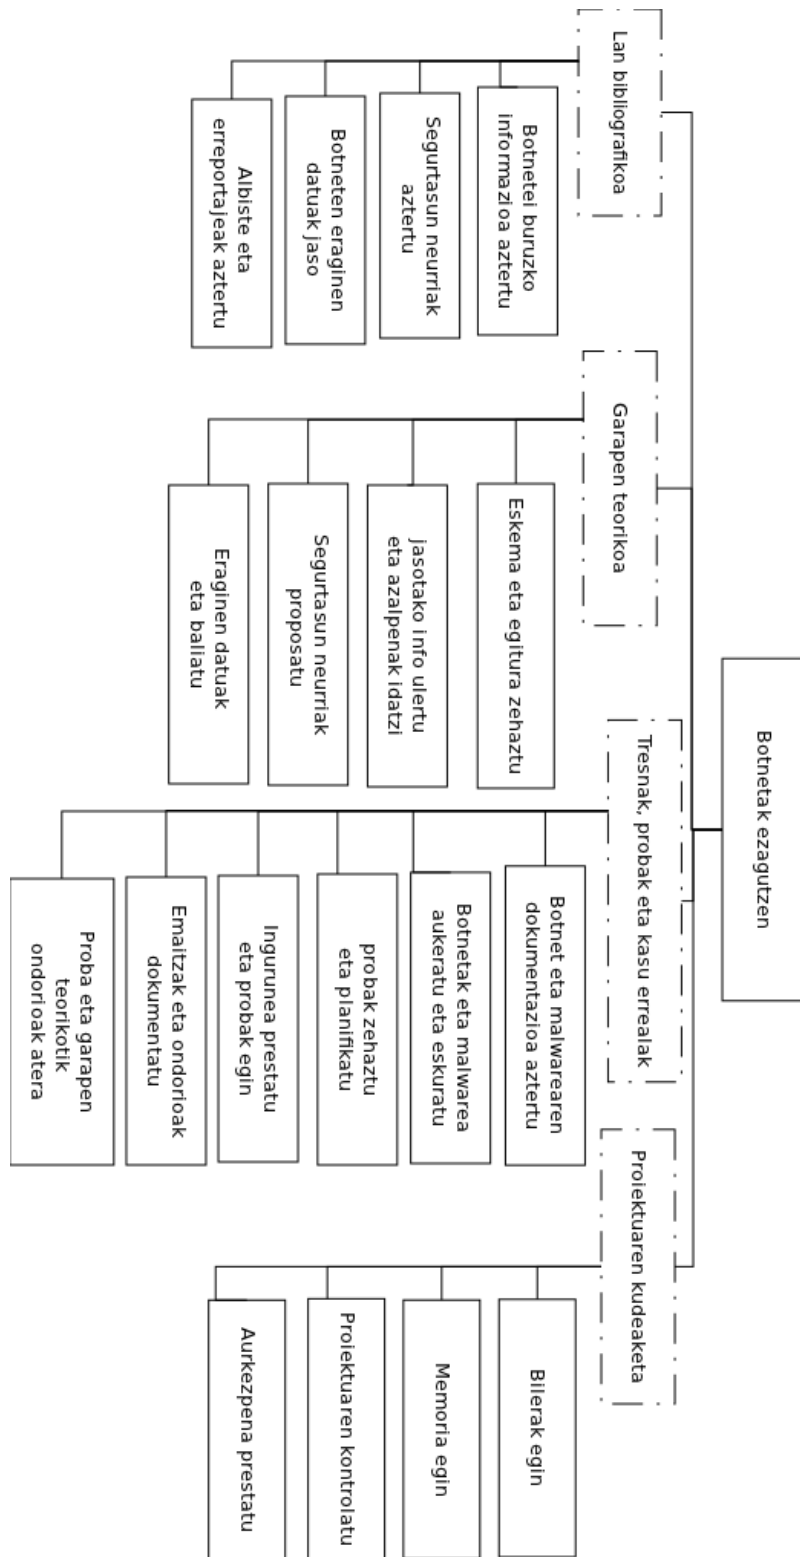 Botnetak ezagutzen
Lan bibliografikoa
Botnetei buruzko
informazioa aztertu
Segurtasun neurriak
aztertu
Botneten eraginen
datuak jaso
Albiste eta
erreportajeak aztertu
Garapen teorikoa
Eskema eta egitura zehaztu
jasotako info ulertu
eta azalpenak idatzi
Segurtasun neurriak
proposatu
Eraginen datuak
eta baliatu
Tresnak, probak eta kasu errealak
Botnet eta malwarearen
dokumentazioa aztertu
Botnetak eta malwarea
aukeratu eta eskuratu
probak zehaztu
eta planifikatu
Ingurunea prestatu
eta probak egin
Emaitzak eta ondorioak
dokumentatu
Proba eta garapen
teorikotik
ondorioak atera
Proiektuaren kudeaketa
Bilerak egin
Memoria egin
Proiektuaren kontrolatu
Aurkezpena prestatu